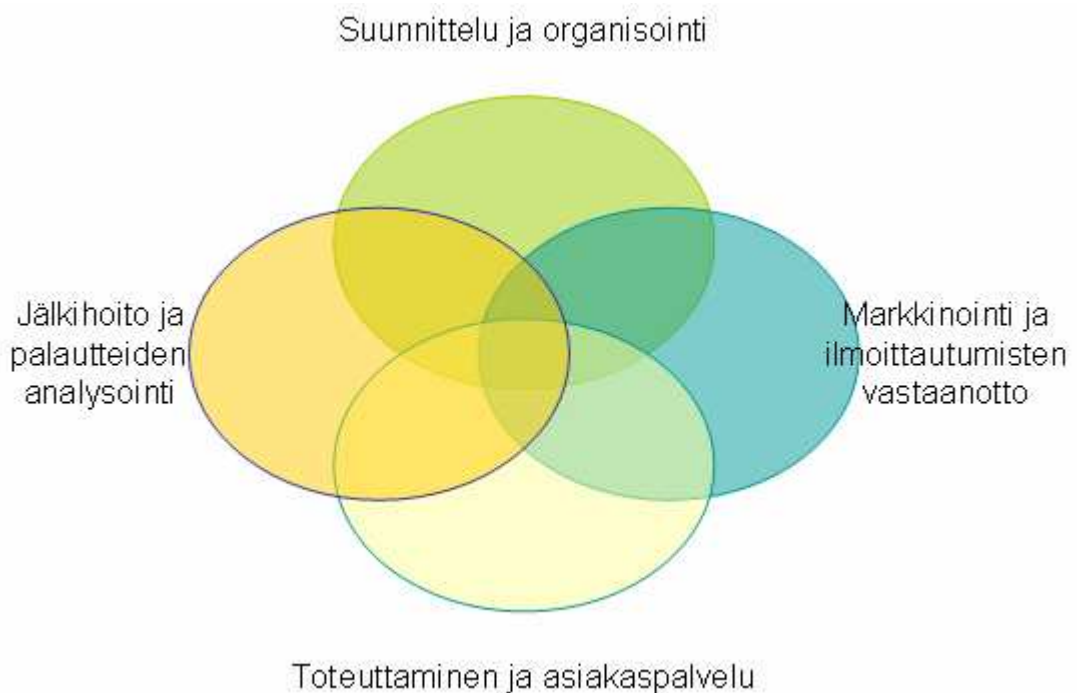 Suunnittelu ja organisointi
Jälkihoito ja
palautteiden
analysointi
Markkinointi ja
ilmoittautumisten
vastaanotto
Toteuttaminen ja asiakaspalvelu